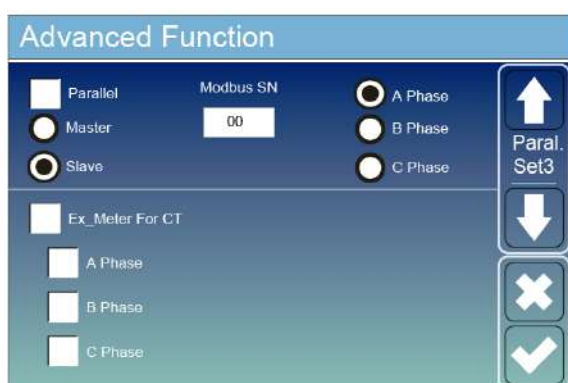 Advanced Function
Parallel
Master
Slave
Modbus SN
00
A Phase
B Phase
C Phase
Paral.
Set3
Ex_Meter For CT
A Phase
B Phase
C Phase